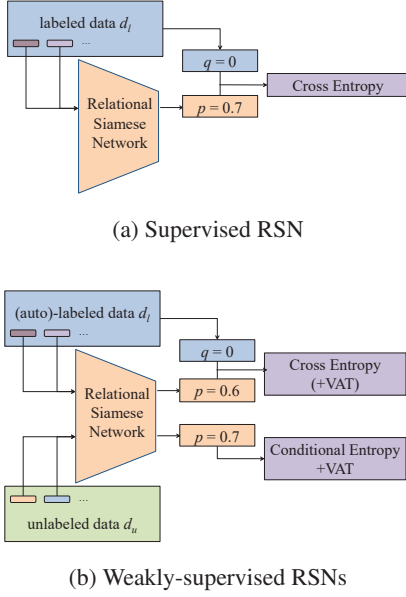 labeled data d_l
...
q = 0
Cross Entropy
Relational
Siamese
Network
p = 0.7
(a) Supervised RSN
(auto)-labeled data d_l
...
q = 0
Cross Entropy
(+VAT)
Relational
Siamese
Network
p = 0.6
p = 0.7
Conditional Entropy
+VAT
...
unlabeled data d_u
(b) Weakly-supervised RSNs